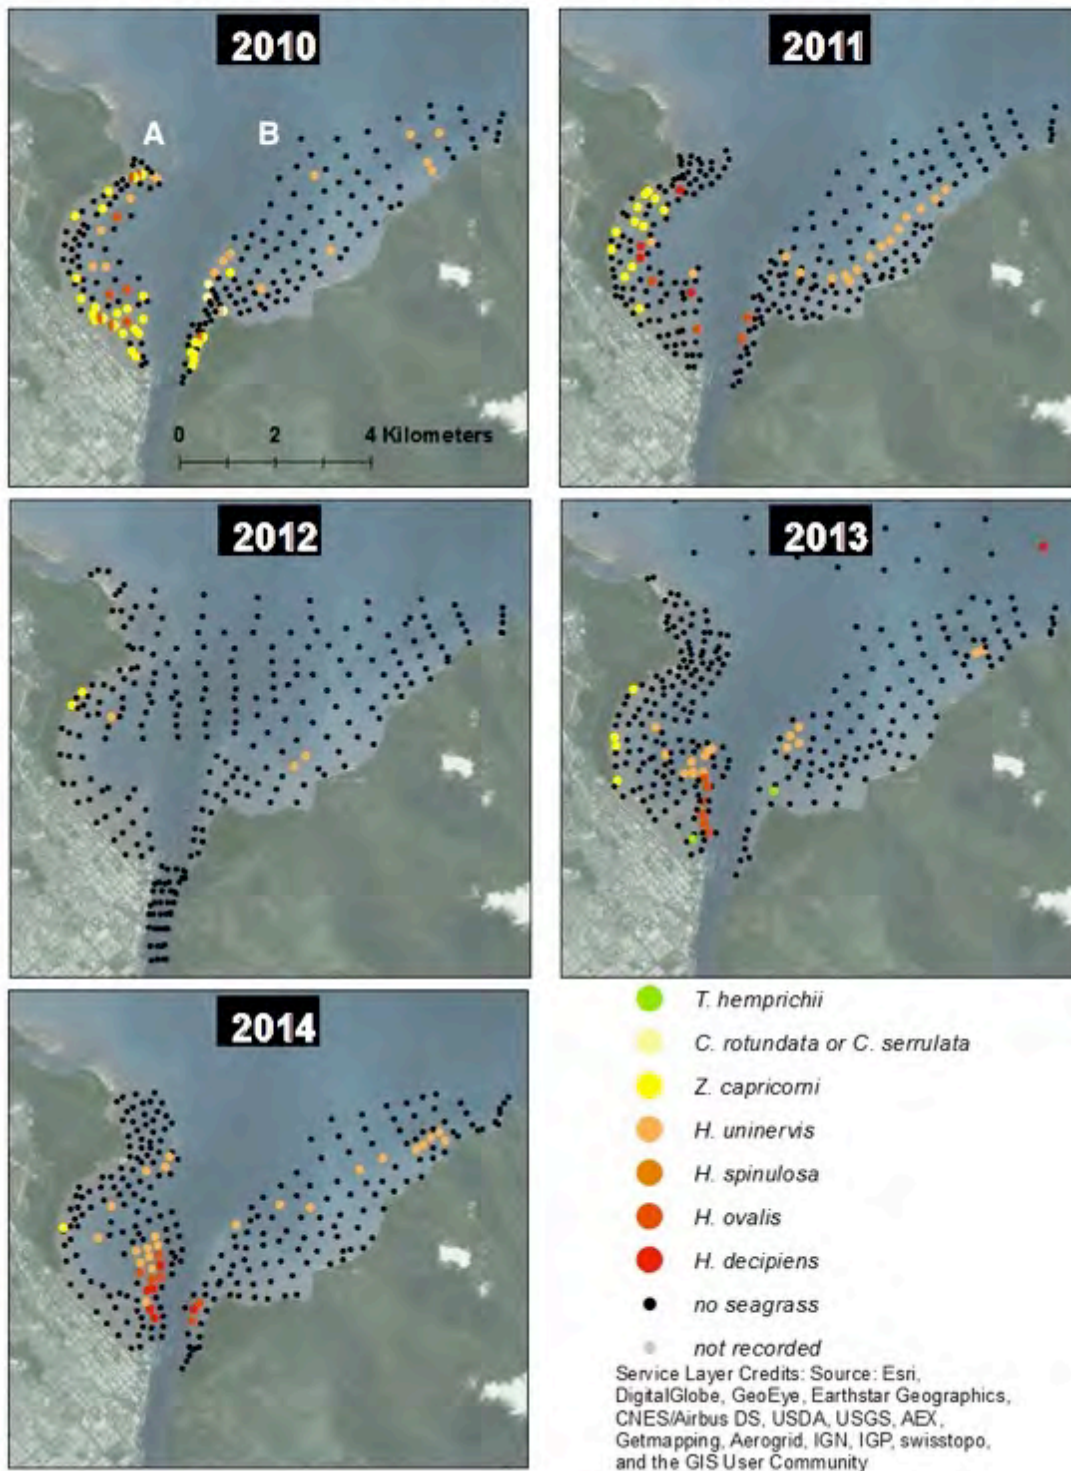 2010
2011
A
B
0 2 4 Kilometers
2012
2013
2014
T. hemprichii
C. rotundata or C. serrulata
Z. capricorni
H. uninervis
H. spinulosa
H. ovalis
H. decipiens
no seagrass
not recorded
Service Layer Credits: Source: Esri,
DigitalGlobe, GeoEye, Earthstar Geographics,
CNES/Airbus DS, USDA, USGS, AEX,
Getmapping, Aerogrid, IGN, IGP, swisstopo,
and the GIS User Community